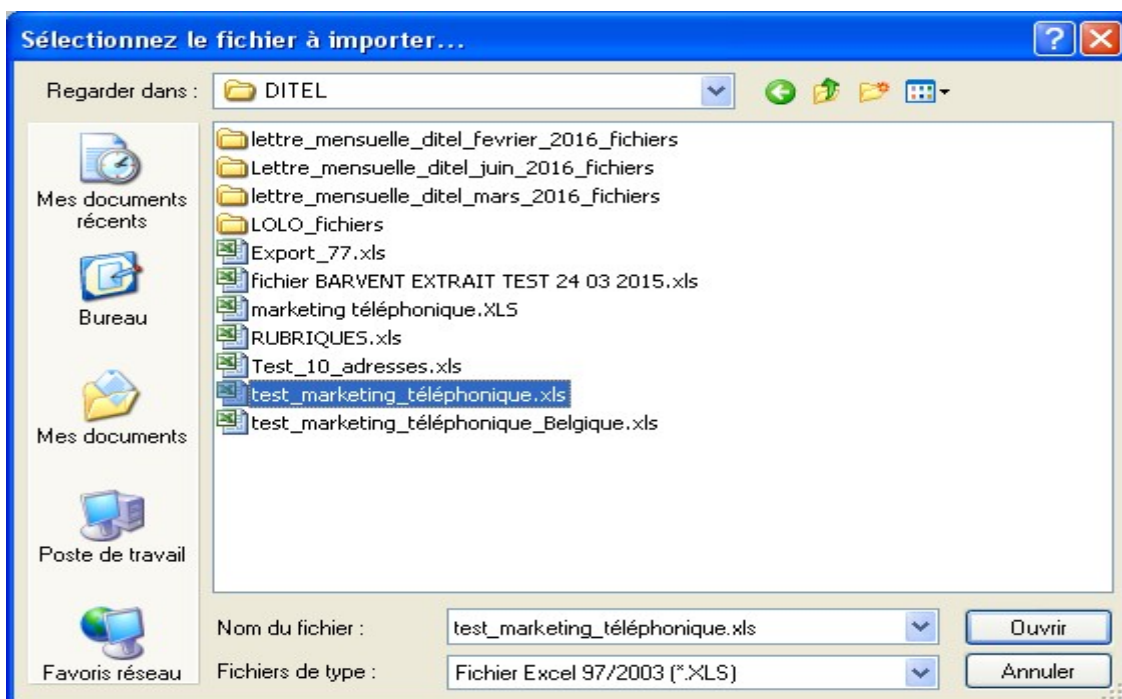 Sélectionnez le fichier à importer...
Regarder dans :
DITEL
Mes documents
récents
Bureau
Mes documents
Poste de travail
Favoris réseau
lettre_mensuelle_ditel_fevrier_2016_fichiers
Lettre_mensuelle_ditel_juin_2016_fichiers
lettre_mensuelle_ditel_mars_2016_fichiers
LOLO_fichiers
Export_77.xls
fichier BARVENT EXTRAIT TEST 24 03 2015.xls
marketing téléphonique.XLS
RUBRIQUES.xls
Test_10_adresses.xls
test_marketing_téléphonique.xls
test_marketing_téléphonique_Belgique.xls
Nom du fichier :
test_marketing_téléphonique.xls
Ouvrir
Fichiers de type :
Fichier Excel 97/2003 (*.XLS)
Annuler